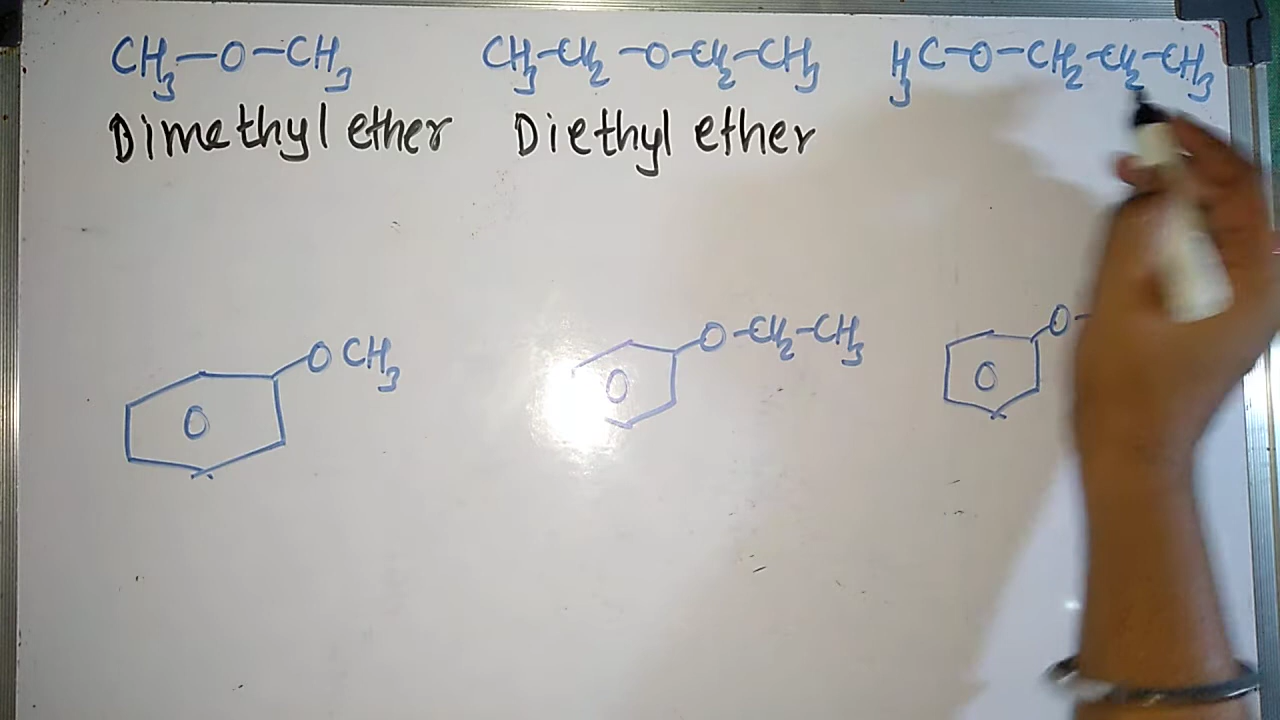 CH₃-O-CH₃ CH₃-CH₂-O-CH₂-CH₃ H₃C-O-CH₂-CH₂-CH₃
Dimethyl ether Diethyl ether
OCH₃ O-CH₂-CH₃ O-